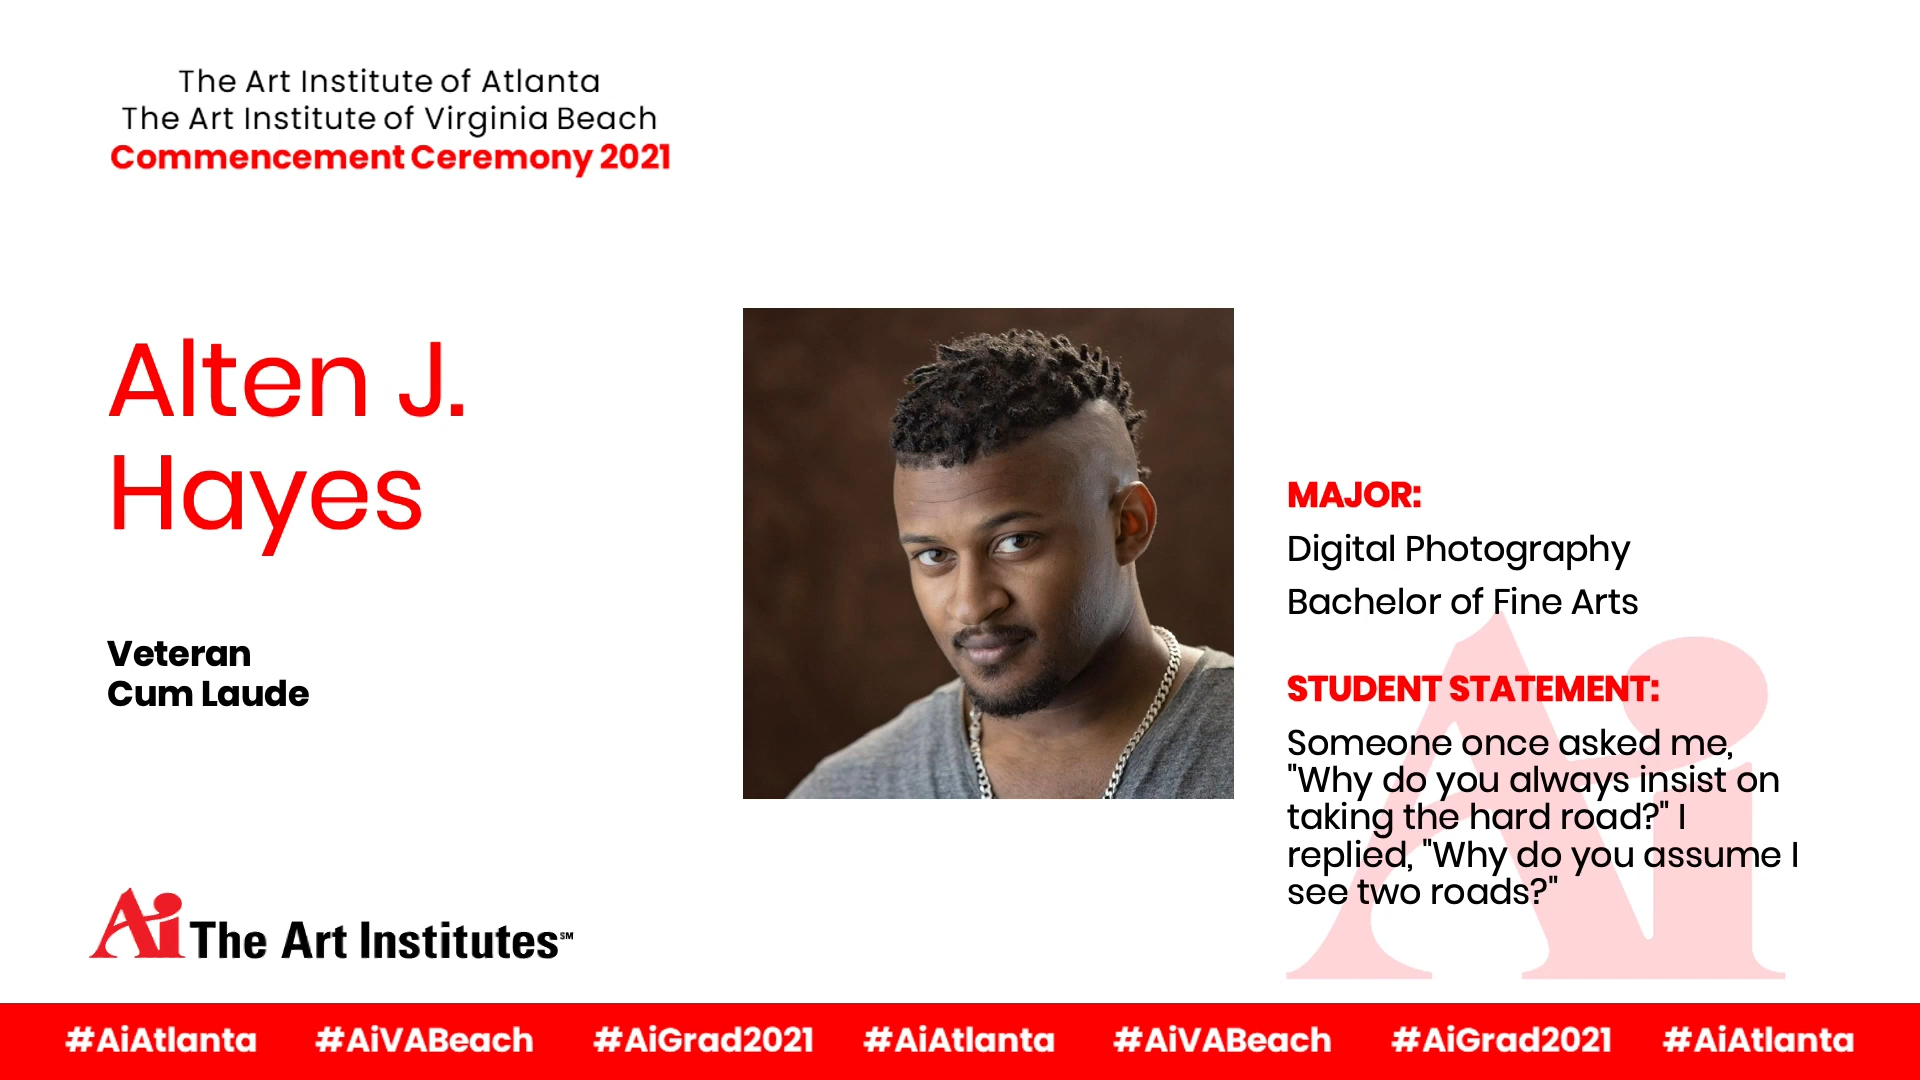 The Art Institute of Atlanta
The Art Institute of Virginia Beach
Commencement Ceremony 2021
Alten J.
Hayes
Veteran
Cum Laude
MAJOR:
Digital Photography
Bachelor of Fine Arts
STUDENT STATEMENT:
Someone once asked me,
"Why do you always insist on
taking the hard road?" I
replied, "Why do you assume I
see two roads?"
Ai
Ai The Art Institutes℠
#AiAtlanta #AiVABeach #AiGrad2021 #AiAtlanta #AiVABeach #AiGrad2021 #AiAtlanta